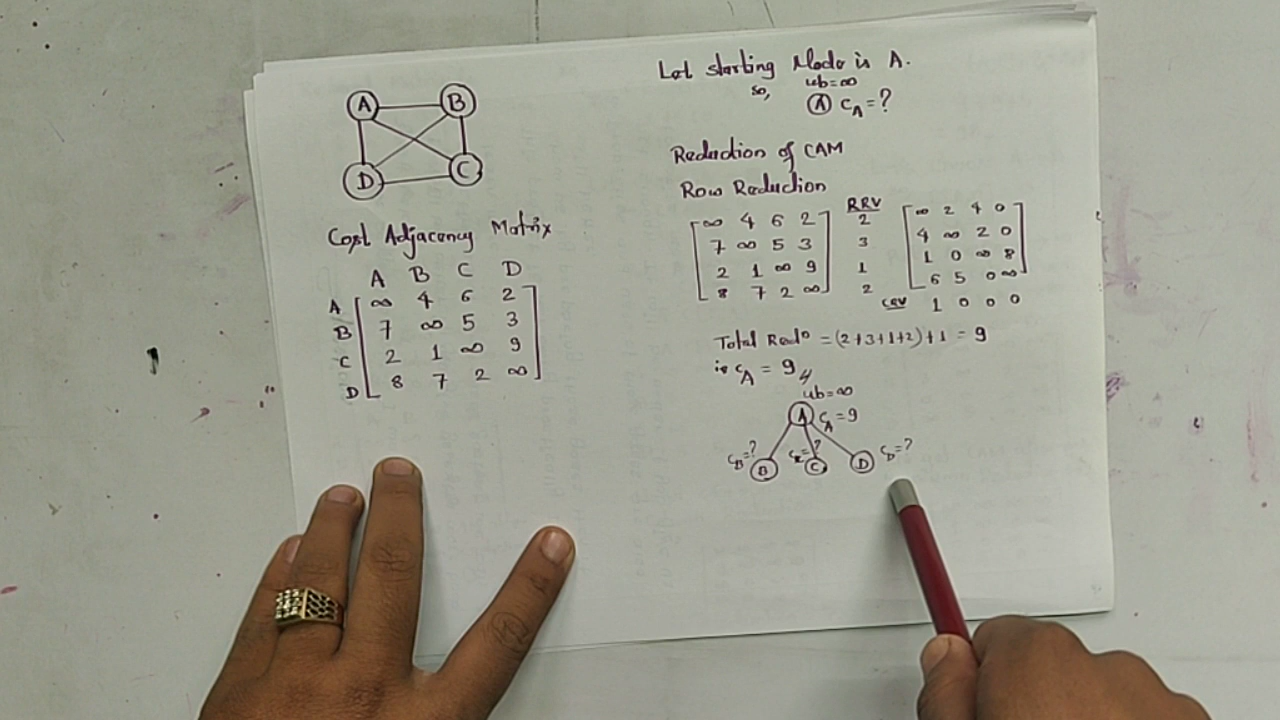 A B
D C
Cost Adjacency Matrix
A B C D
A ∞ 4 6 2
B 7 ∞ 5 3
C 2 1 ∞ 9
D 8 7 2 ∞
Let starting Node is A.
so, ub=∞
A C_A = ?
Reduction of CAM
Row Reduction
RRV
∞ 4 6 2 2 ∞ 2 4 0
7 ∞ 5 3 3 4 ∞ 2 0
2 1 ∞ 9 1 1 0 ∞ 8
8 7 2 ∞ 2 6 5 0 ∞
CRV 1 0 0 0
Total Redn = (2+3+1+2)+1 = 9
ie C_A = 9
ub=∞
A C_A=9
C_B=? C_C=? C_D=?
B C D